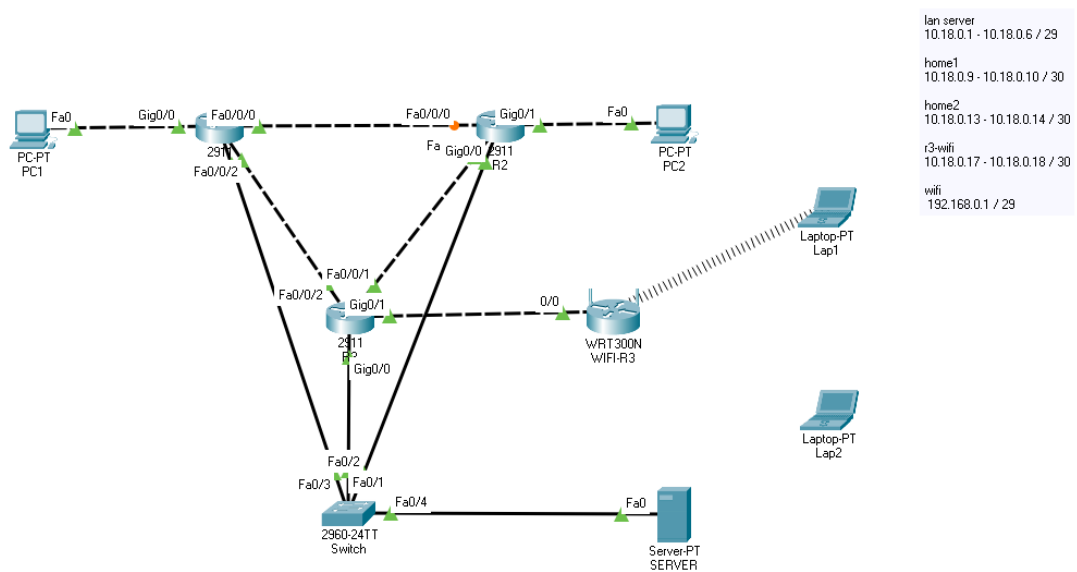 lan server
10.18.0.1 - 10.18.0.6 / 29
home1
10.18.0.9 - 10.18.0.10 / 30
home2
10.18.0.13 - 10.18.0.14 / 30
r3-wifi
10.18.0.17 - 10.18.0.18 / 30
wifi
192.168.0.1 / 29
Fa0
Gig0/0
Fa0/0/0
Fa0/0/0
Gig0/1
Fa0
PC-PT
PC1
2911
Fa0/0/2
Fa
Gig0/0
2911
R2
PC-PT
PC2
Laptop-PT
Lap1
Fa0/0/1
Fa0/0/2
Gig0/1
0/0
2911
Gig0/0
WRT300N
WIFI-R3
Laptop-PT
Lap2
Fa0/2
Fa0/3
Fa0/1
Fa0/4
Fa0
2960-24TT
Switch
Server-PT
SERVER